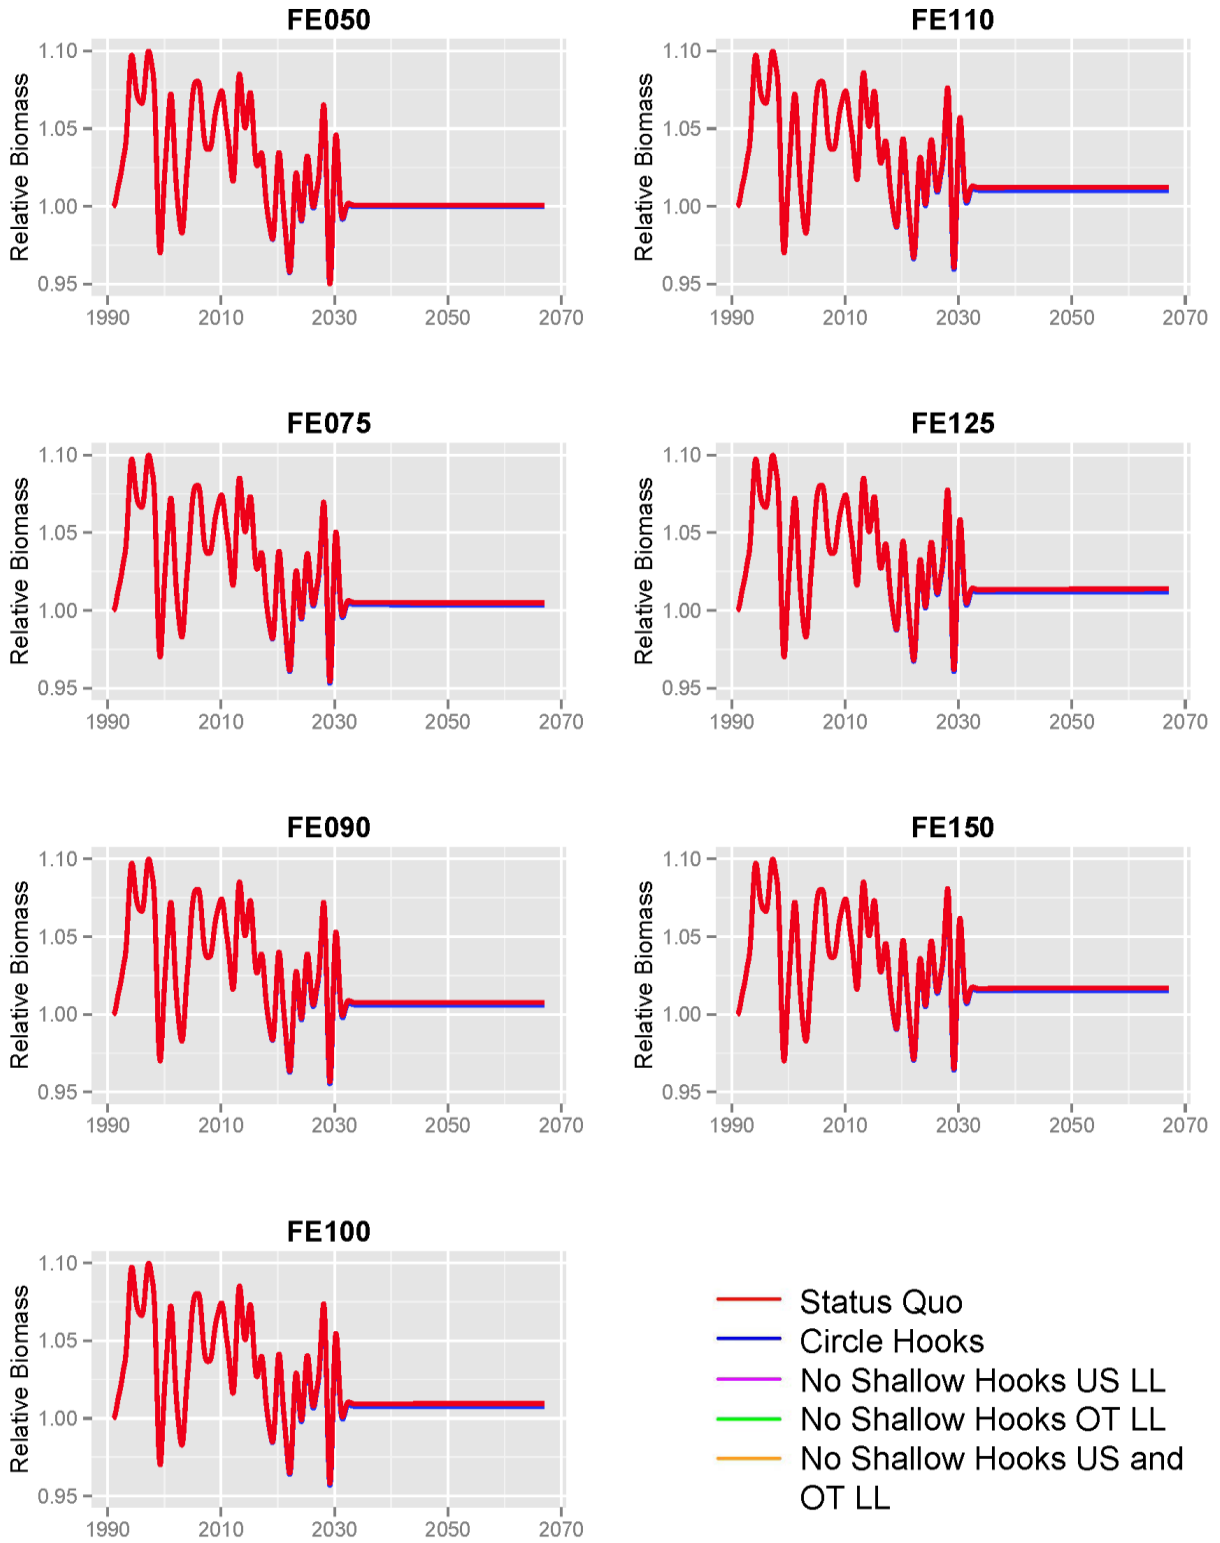 FE050
Relative Biomass
1.10
1.05
1.00
0.95
1990 2010 2030 2050 2070
FE110
Relative Biomass
1.10
1.05
1.00
0.95
1990 2010 2030 2050 2070
FE075
Relative Biomass
1.10
1.05
1.00
0.95
1990 2010 2030 2050 2070
FE125
Relative Biomass
1.10
1.05
1.00
0.95
1990 2010 2030 2050 2070
FE090
Relative Biomass
1.10
1.05
1.00
0.95
1990 2010 2030 2050 2070
FE150
Relative Biomass
1.10
1.05
1.00
0.95
1990 2010 2030 2050 2070
FE100
Relative Biomass
1.10
1.05
1.00
0.95
1990 2010 2030 2050 2070
Status Quo
Circle Hooks
No Shallow Hooks US LL
No Shallow Hooks OT LL
No Shallow Hooks US and
OT LL